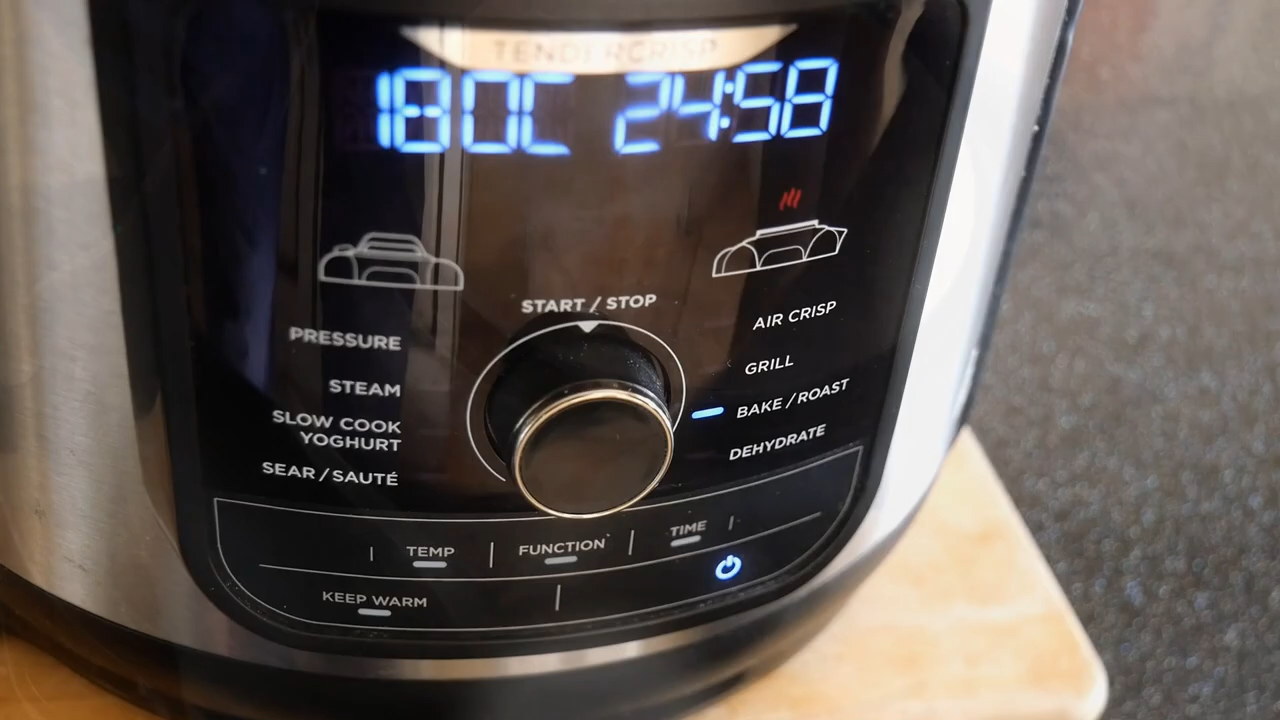 TENDERCRISP
180C 24:58
START / STOP
PRESSURE
STEAM
SLOW COOK
YOGHURT
SEAR / SAUTÉ
AIR CRISP
GRILL
BAKE / ROAST
DEHYDRATE
TEMP
FUNCTION
TIME
KEEP WARM